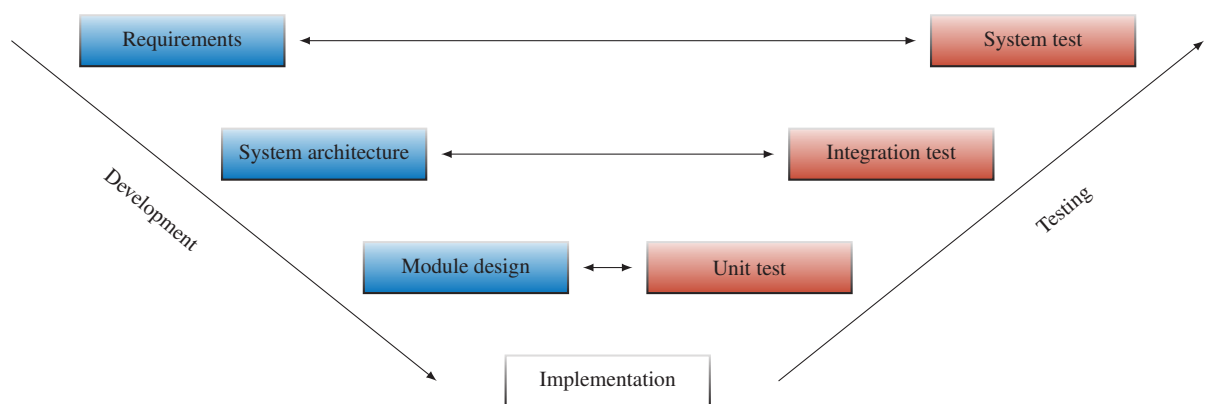 Requirements
System test
System architecture
Integration test
Development
Testing
Module design
Unit test
Implementation